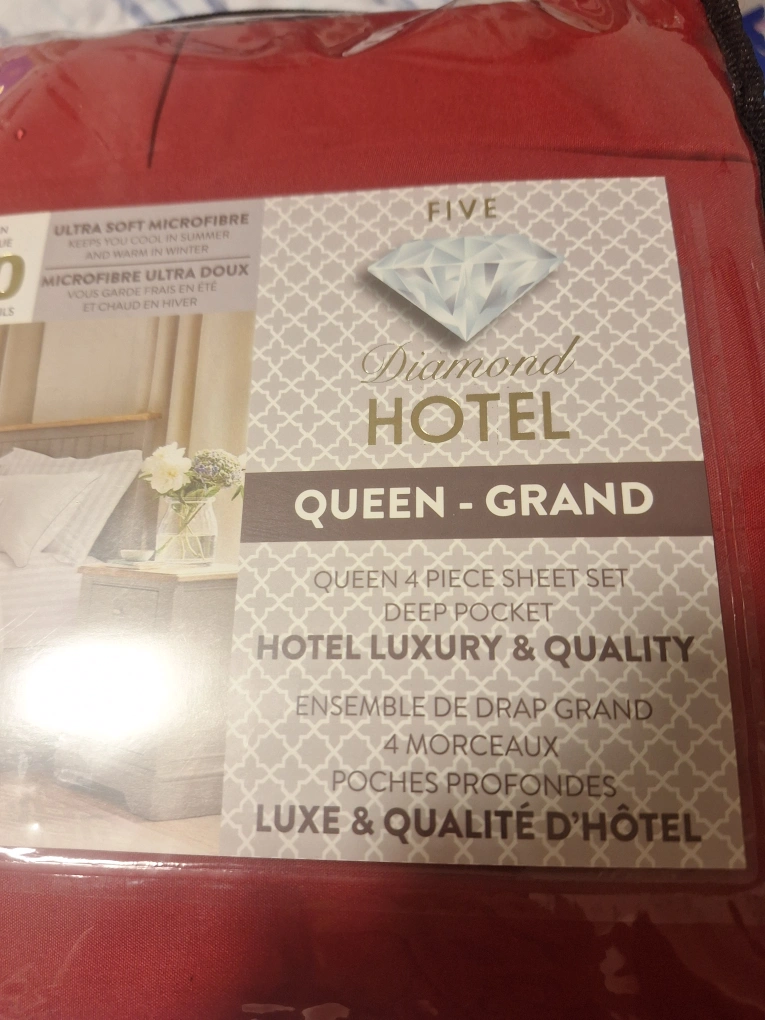 ULTRA SOFT MICROFIBRE
KEEPS YOU COOL IN SUMMER
AND WARM IN WINTER
MICROFIBRE ULTRA DOUX
VOUS GARDE FRAIS EN ÉTÉ
ET CHAUD EN HIVER
FIVE
Diamond
HOTEL
QUEEN - GRAND
QUEEN 4 PIECE SHEET SET
DEEP POCKET
HOTEL LUXURY & QUALITY
ENSEMBLE DE DRAP GRAND
4 MORCEAUX
POCHES PROFONDES
LUXE & QUALITÉ D'HÔTEL